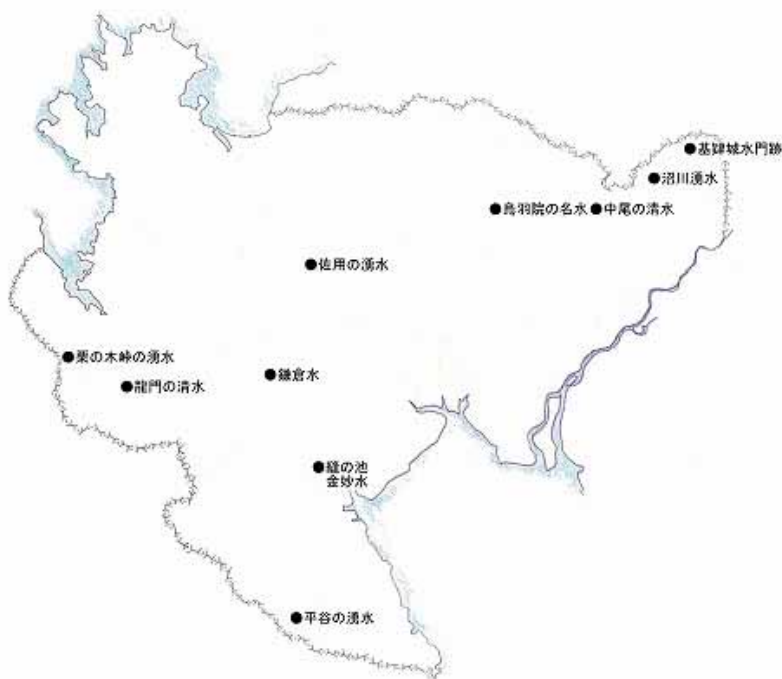 基肄城水門跡
沼川湧水
鳥羽院の名水
中尾の清水
佐用の湧水
栗の木峠の湧水
龍門の清水
鎌倉水
縫の池
金妙水
平谷の湧水